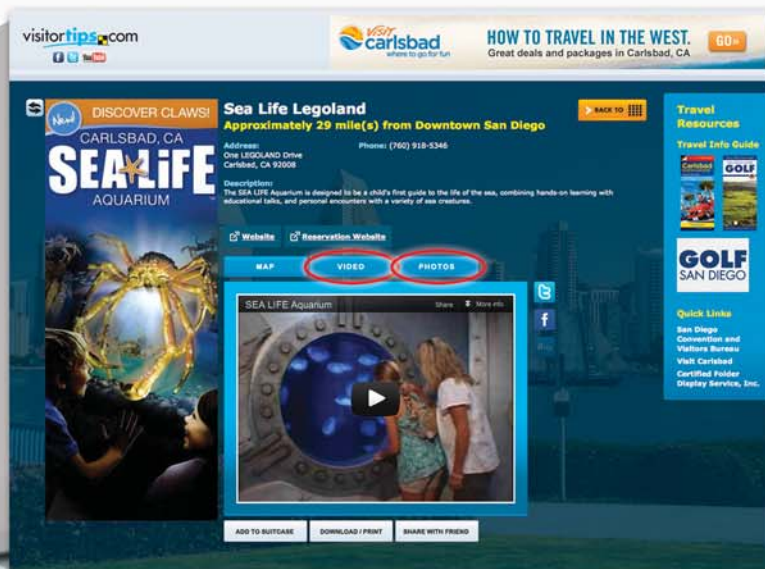 visitortips.com
You Tube
VISIT
carlsbad
where to go for fun
HOW TO TRAVEL IN THE WEST.
Great deals and packages in Carlsbad, CA
GO»
New!
DISCOVER CLAWS!
CARLSBAD, CA
SEA LIFE
AQUARIUM
Sea Life Legoland
Approximately 29 mile(s) from Downtown San Diego
BACK TO
Address:
One LEGOLAND Drive
Carlsbad, CA 92008
Phone: (760) 918-5346
Description:
The SEA LIFE Aquarium is designed to be a child's first guide to the life of the sea, combining hands-on learning with
educational talks, and personal encounters with a variety of sea creatures.
Website
Reservation Website
MAP
VIDEO
PHOTOS
SEA LIFE Aquarium
Share
More info
ADD TO SUITCASE
DOWNLOAD / PRINT
SHARE WITH FRIEND
Travel
Resources
Travel Info Guide
Carlsbad
GOLF
GOLF
SAN DIEGO
Quick Links
San Diego
Convention and
Visitors Bureau
Visit Carlsbad
Certified Folder
Display Service, Inc.